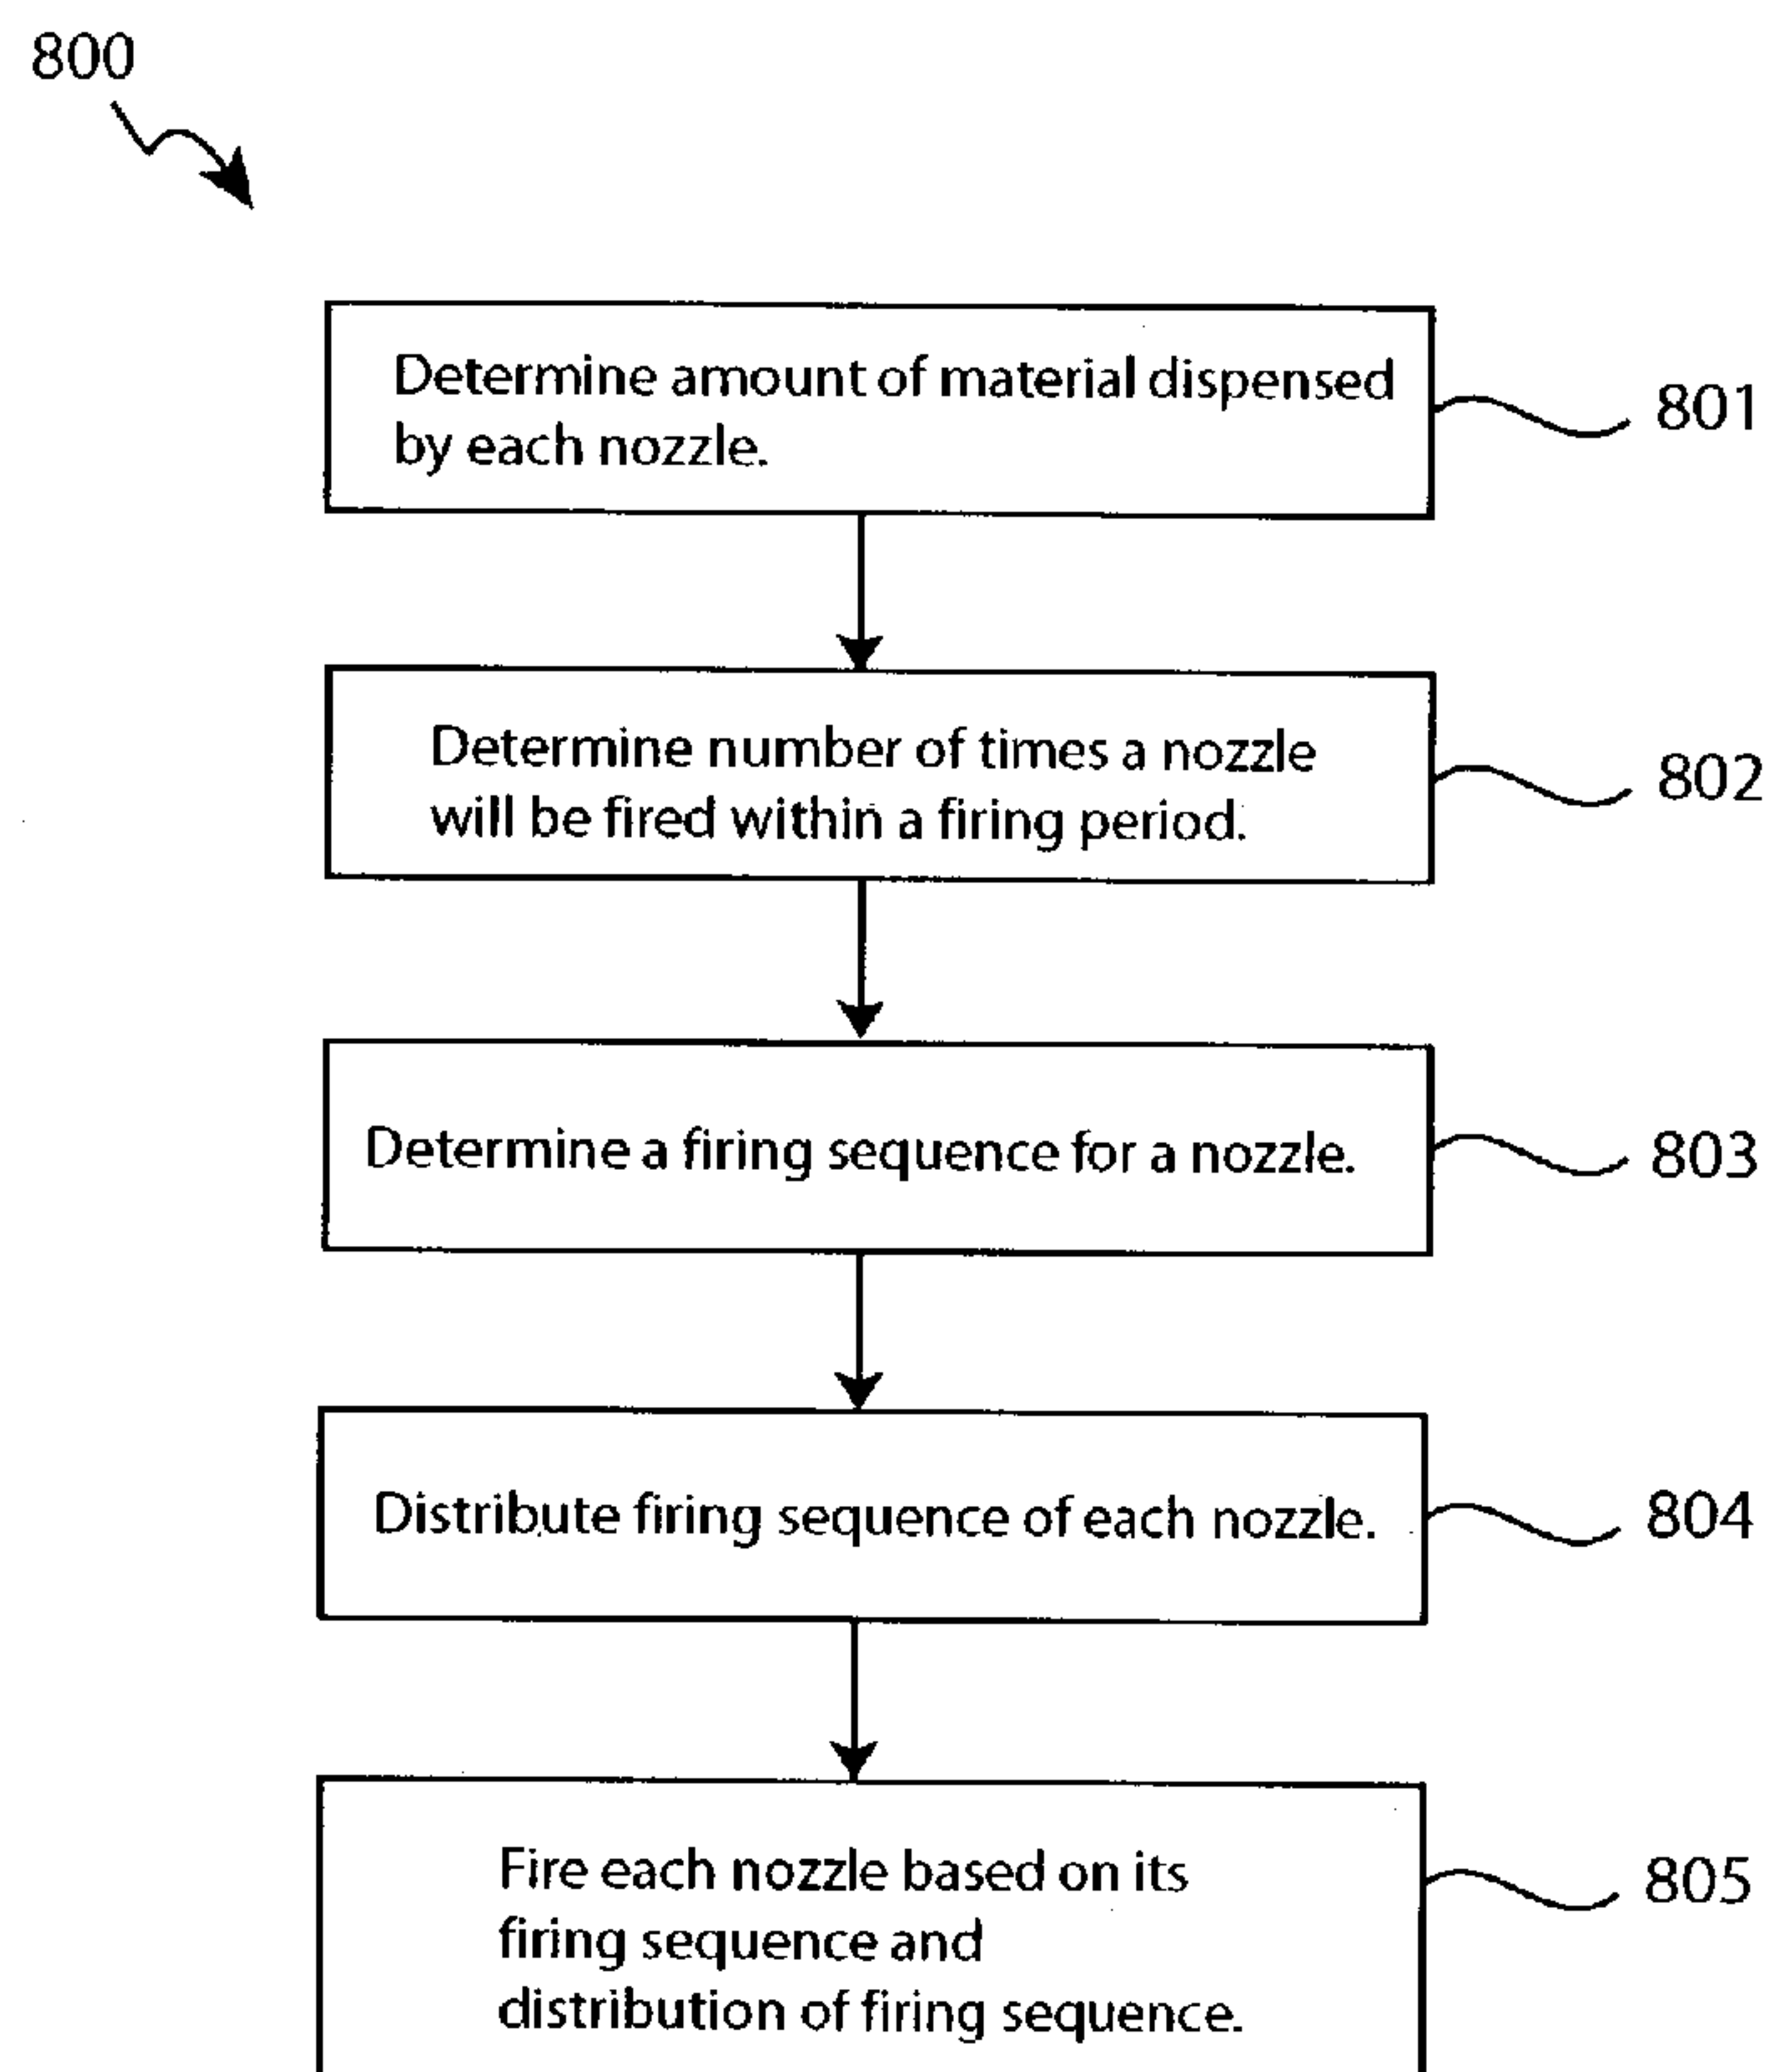 800
Determine amount of material dispensed
by each nozzle.
801
Determine number of times a nozzle
will be fired within a firing period.
802
Determine a firing sequence for a nozzle.
803
Distribute firing sequence of each nozzle.
804
Fire each nozzle based on its
firing sequence and
distribution of firing sequence.
805